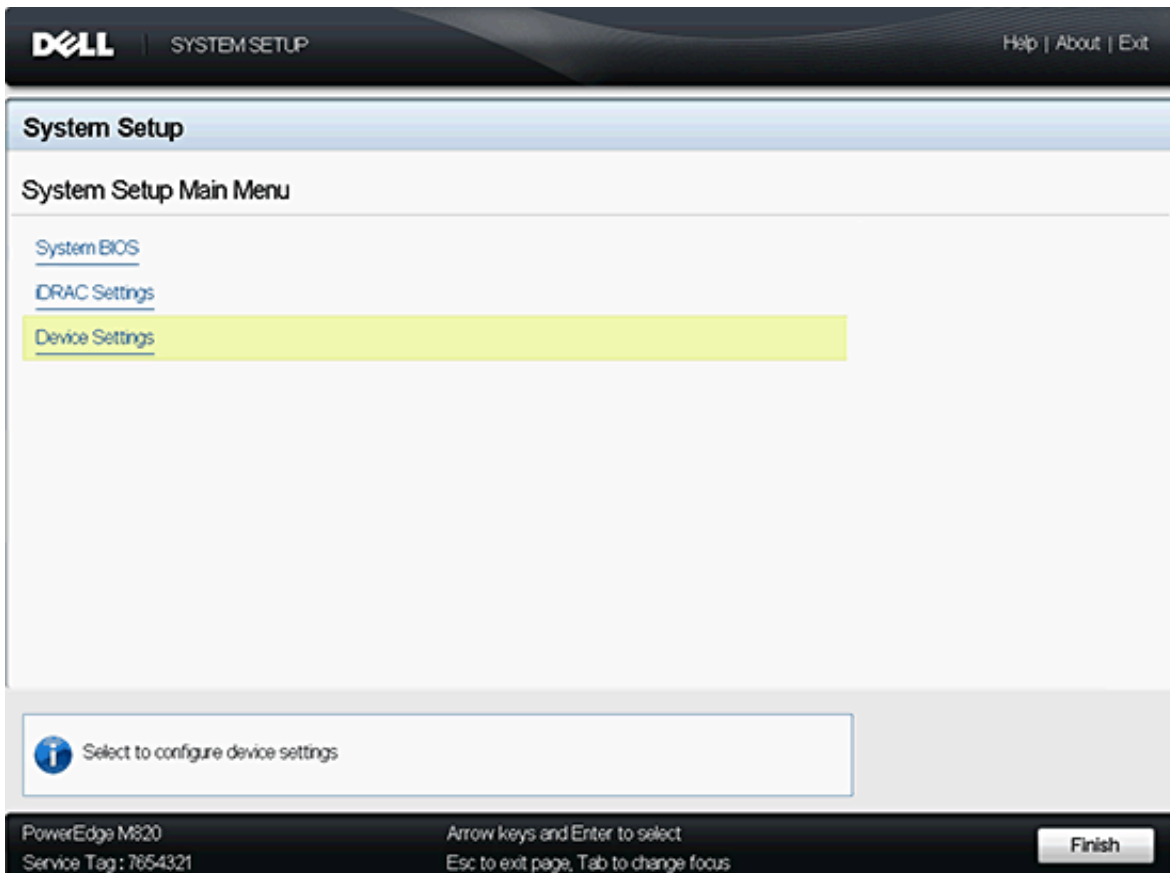 DELL SYSTEM SETUP Help | About | Exit
System Setup
System Setup Main Menu
System BIOS
iDRAC Settings
Device Settings
Select to configure device settings
PowerEdge M820 Arrow keys and Enter to select
Service Tag : 7654321 Esc to exit page, Tab to change focus
Finish